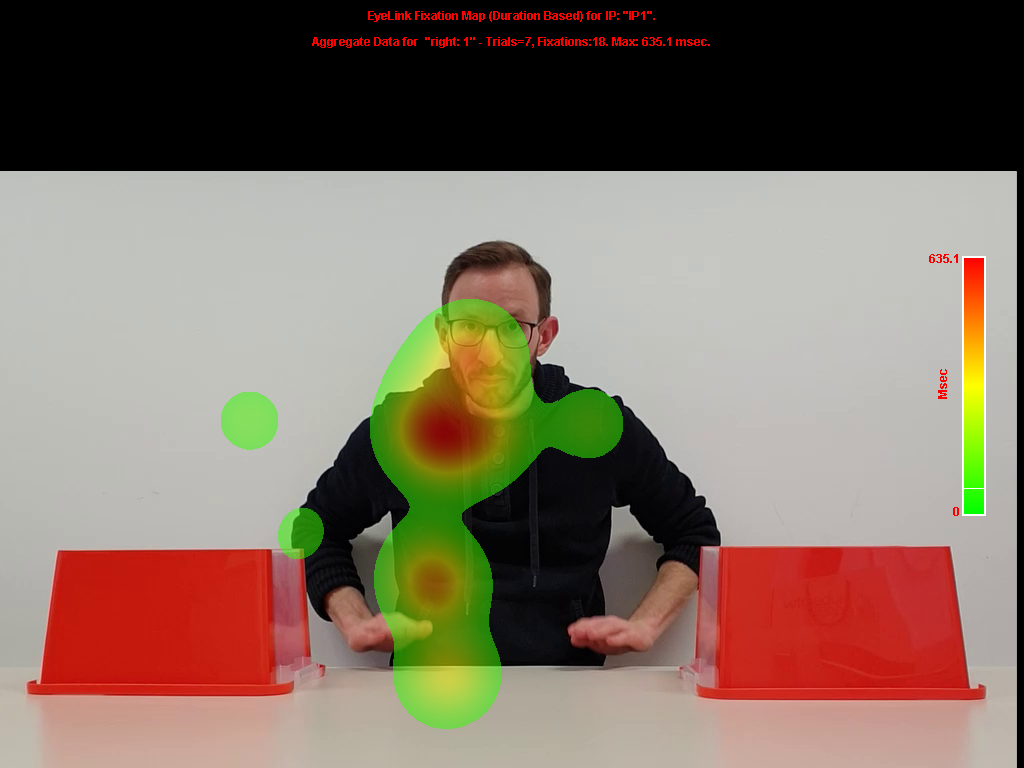 EyeLink Fixation Map (Duration Based) for IP: "IP1".
Aggregate Data for "right: 1" - Trials=7, Fixations:18. Max: 635.1 msec.
635.1
Msec
0